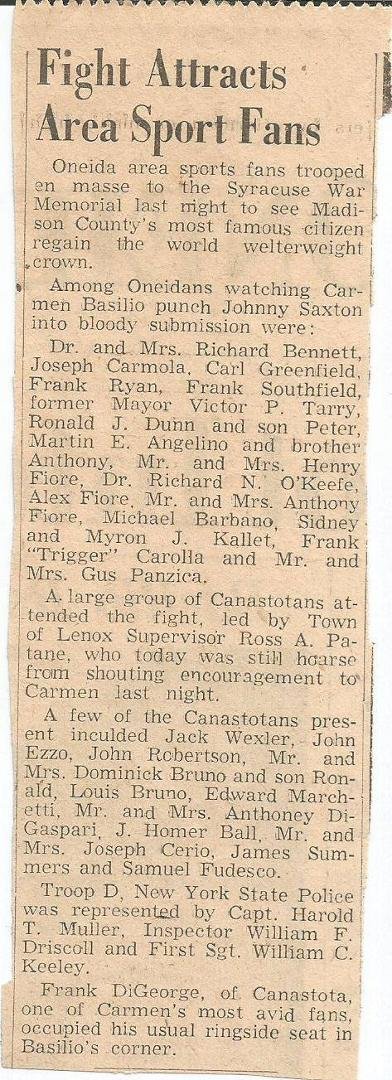 Fight Attracts
Area Sport Fans
Oneida area sports fans trooped
en masse to the Syracuse War
Memorial last night to see Madi-
son County's most famous citizen
regain the world welterweight
crown.
Among Oneidans watching Car-
men Basilio punch Johnny Saxton
into bloody submission were:
Dr. and Mrs. Richard Bennett,
Joseph Carmola, Carl Greenfield,
Frank Ryan, Frank Southfield,
former Mayor Victor P. Tarry,
Ronald J. Dunn and son Peter,
Martin E. Angelino and brother
Anthony, Mr. and Mrs. Henry
Fiore, Dr. Richard N. O'Keefe,
Alex Fiore, Mr. and Mrs. Anthony
Fiore, Michael Barbano, Sidney
and Myron J. Kallet, Frank
"Trigger" Carolla and Mr. and
Mrs. Gus Panzica.
A large group of Canastotans at-
tended the fight, led by Town
of Lenox Supervisor Ross A. Pa-
tane, who today was still hoarse
from shouting encouragement to
Carmen last night.
A few of the Canastotans pres-
ent inculded Jack Wexler, John
Ezzo, John Robertson, Mr. and
Mrs. Dominick Bruno and son Ron-
ald, Louis Bruno, Edward March-
etti, Mr. and Mrs. Anthoney Di-
Gaspari, J. Homer Ball, Mr. and
Mrs. Joseph Cerio, James Sum-
mers and Samuel Fudesco.
Troop D, New York State Police
was represented by Capt. Harold
T. Muller, Inspector William F.
Driscoll and First Sgt. William C.
Keeley.
Frank DiGeorge, of Canastota,
one of Carmen's most avid fans,
occupied his usual ringside seat in
Basilio's corner.